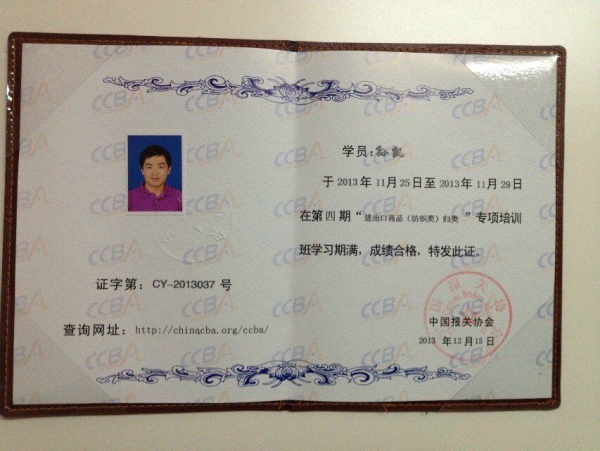 证字第：CY-2013037 号
查询网址：http://chinacba.org/ccba/
学员：孙凯
于 2013 年 11 月 25 日 至 2013 年 11 月 29 日
在第 四 期“ 进出口商品（纺织类）归类 ”专项培训
班学习期满，成绩合格，特发此证。
中国报关协会
2013 年 12 月 15 日
CCBA